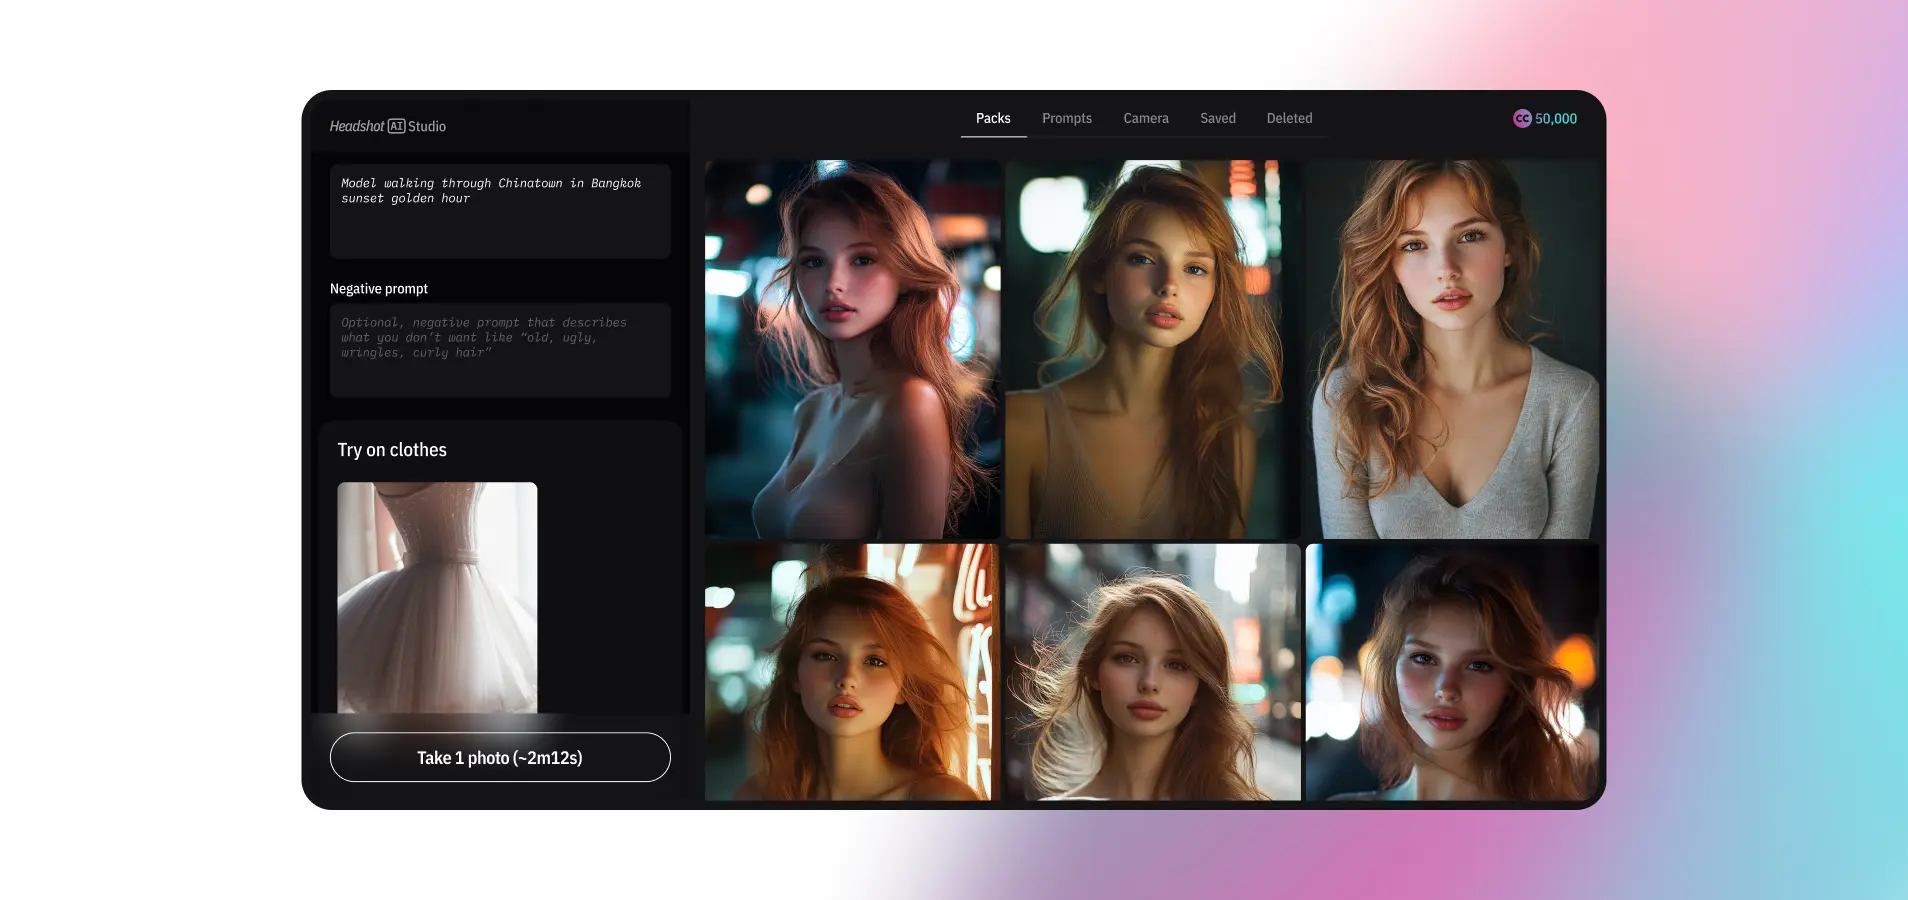 Headshot AI Studio
Packs
Prompts
Camera
Saved
Deleted
CC 50,000
Model walking through Chinatown in Bangkok
sunset golden hour
Negative prompt
Optional, negative prompt that describes
what you don't want like "old, ugly,
wringles, curly hair"
Try on clothes
Take 1 photo (~2m12s)